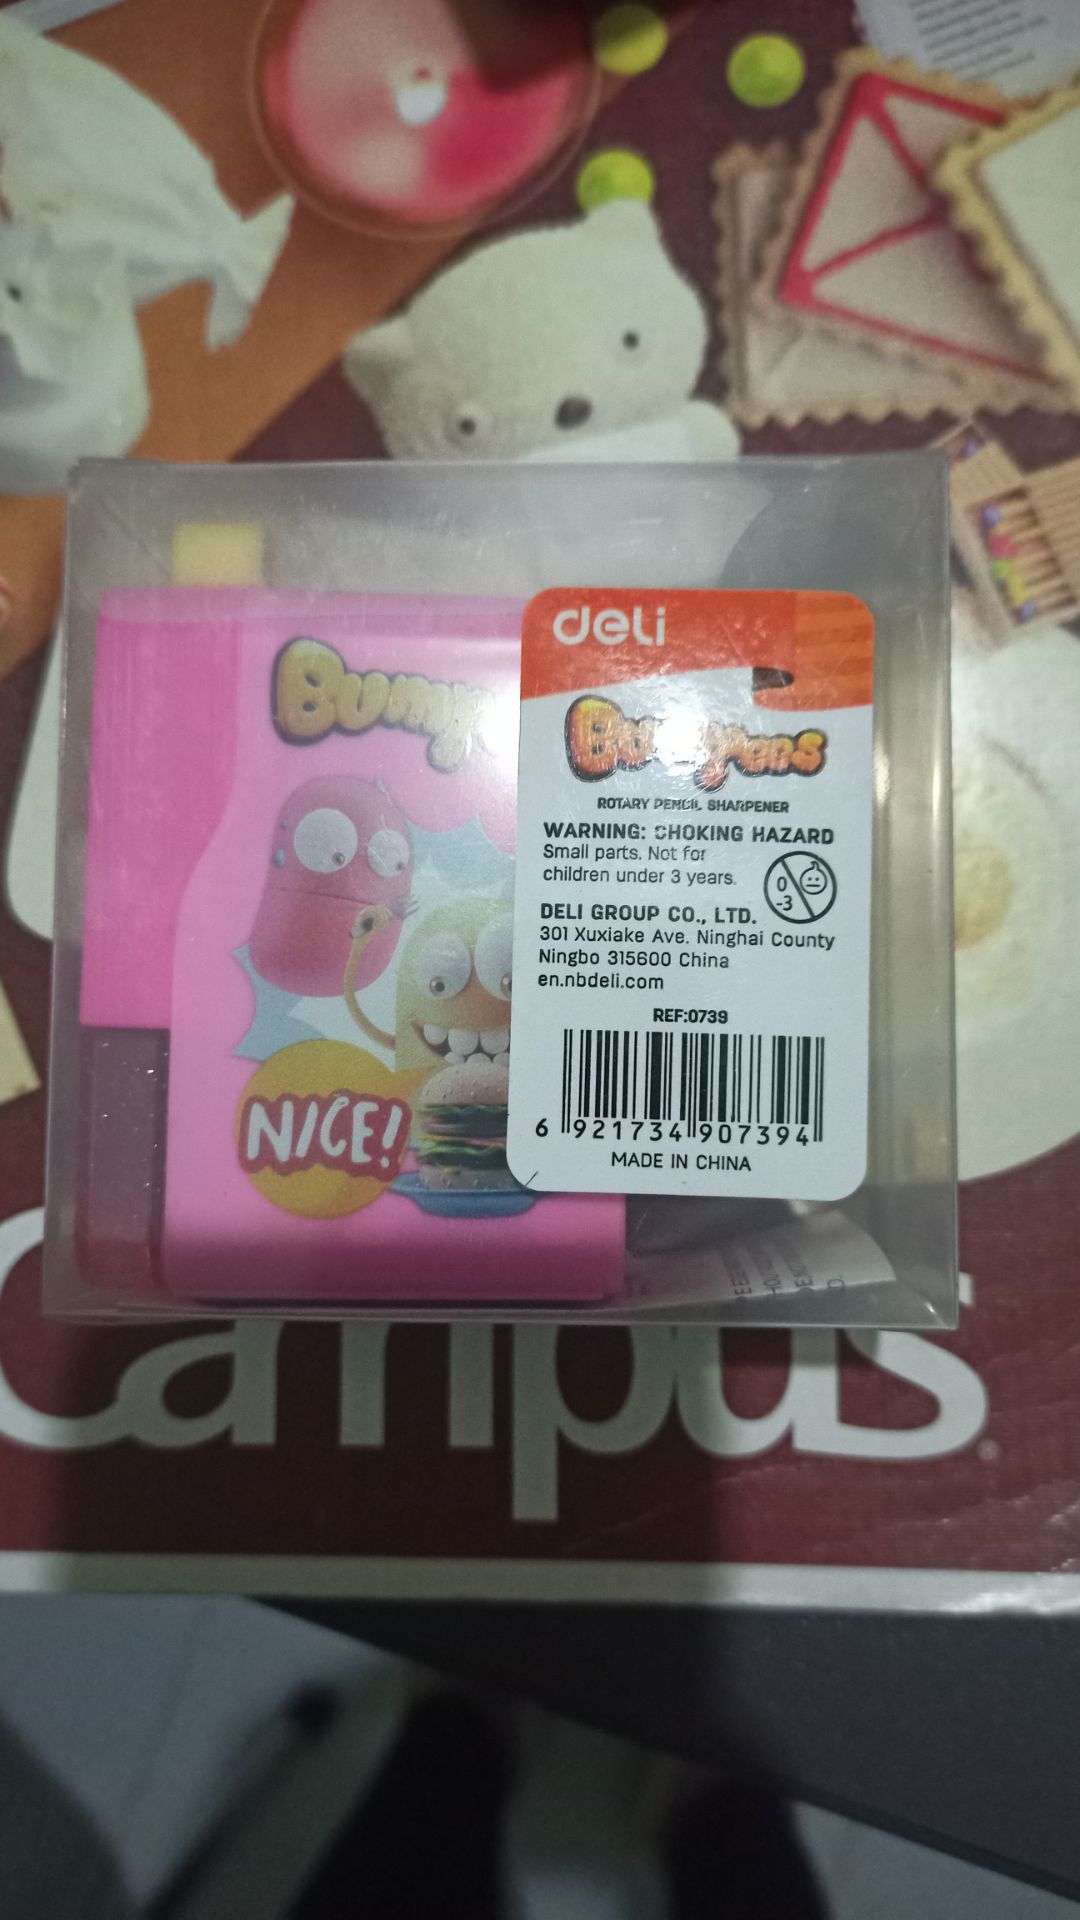 deli
Bumpees
ROTARY PENCIL SHARPENER
WARNING: CHOKING HAZARD
Small parts. Not for
children under 3 years.
0
-3
DELI GROUP CO., LTD.
301 Xuxiake Ave. Ninghai County
Ningbo 315600 China
en.nbdeli.com
REF:0739
6 921734 907394
MADE IN CHINA
NICE!
Campus